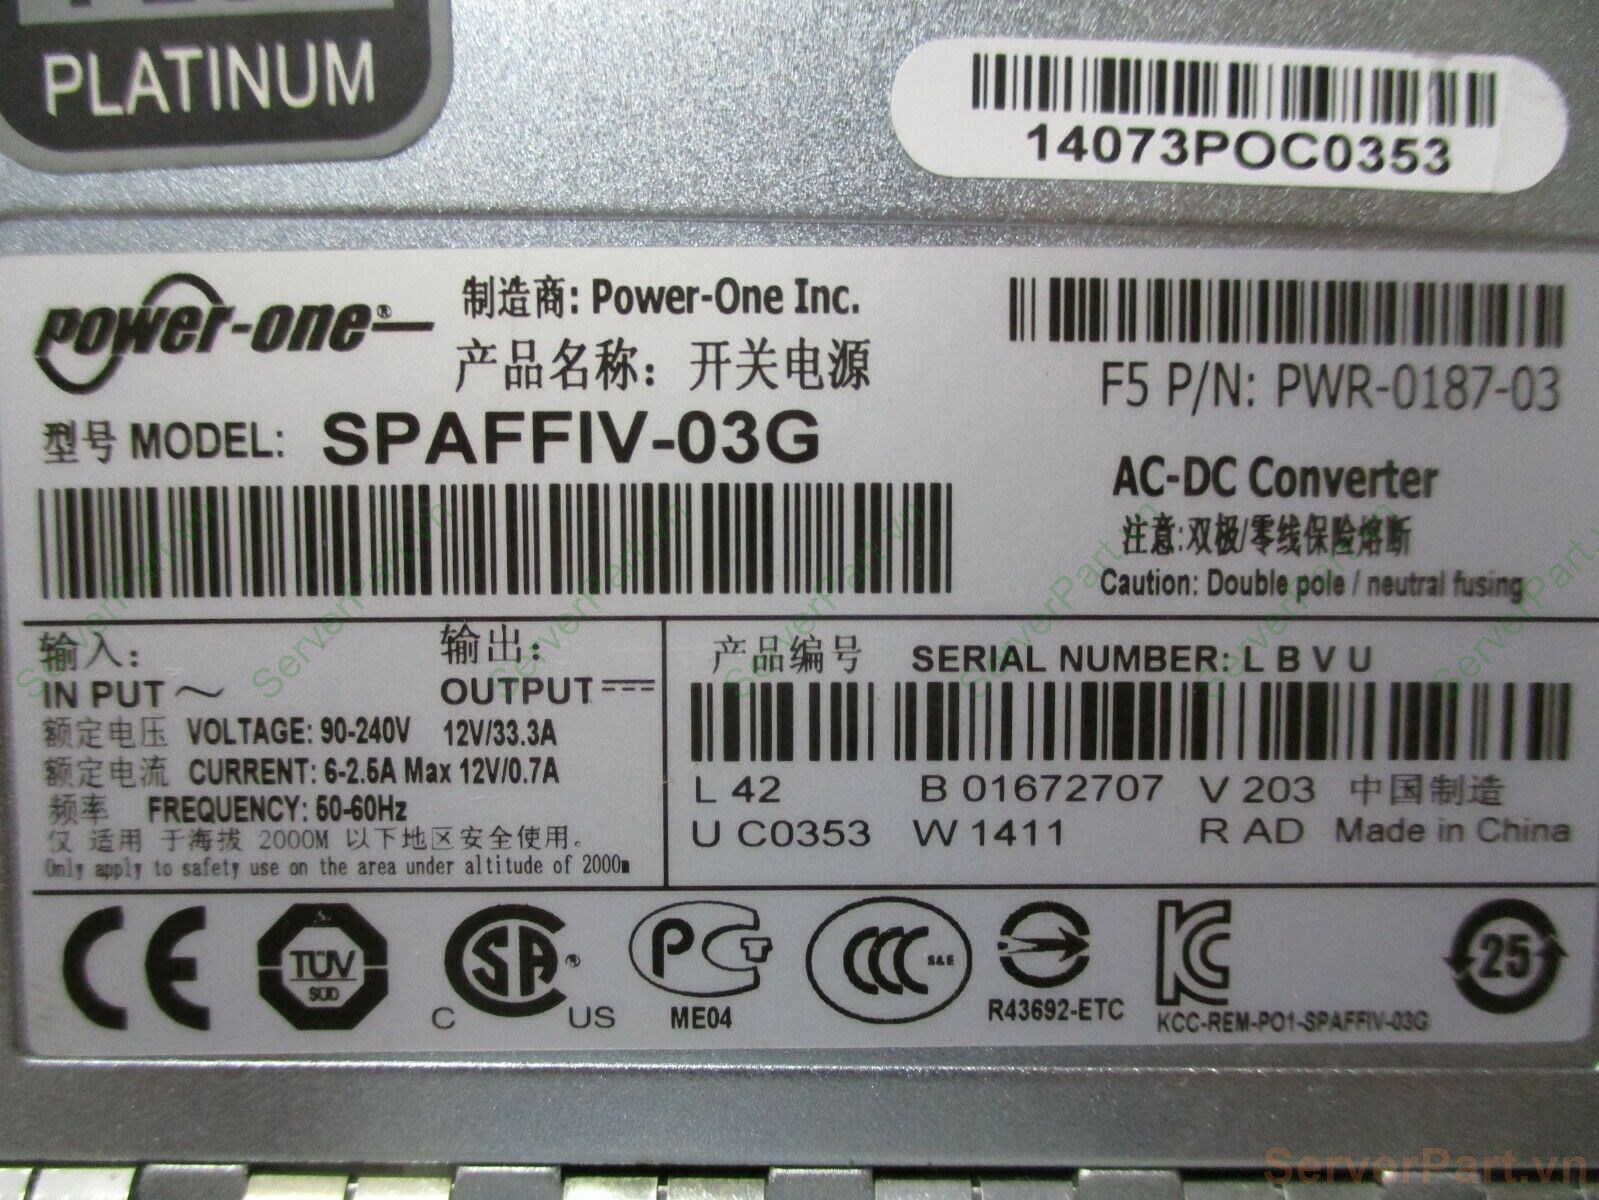 PLATINUM
14073POC0353
power-one®
制造商: Power-One Inc.
产品名称: 开关电源
F5 P/N: PWR-0187-03
型号 MODEL: SPAFFIV-03G
AC-DC Converter
注意:双极/零线保险熔断
Caution: Double pole / neutral fusing
输入: 输出:
IN PUT ~ OUTPUT ⎓
额定电压 VOLTAGE: 90-240V 12V/33.3A
额定电流 CURRENT: 6-2.5A Max 12V/0.7A
频率 FREQUENCY: 50-60Hz
仅 适用 于海拔 2000M 以下地区安全使用。
Only apply to safety use on the area under altitude of 2000m
产品编号 SERIAL NUMBER: L B V U
L 42 B 01672707 V 203 中国制造
U C0353 W 1411 R AD Made in China
CE
TÜV
SÜD
C SA ® US
PCT
ME04
CCC S&E
R43692-ETC
KC
KCC-REM-PO1-SPAFFIV-03G
25
ServerPart.vn